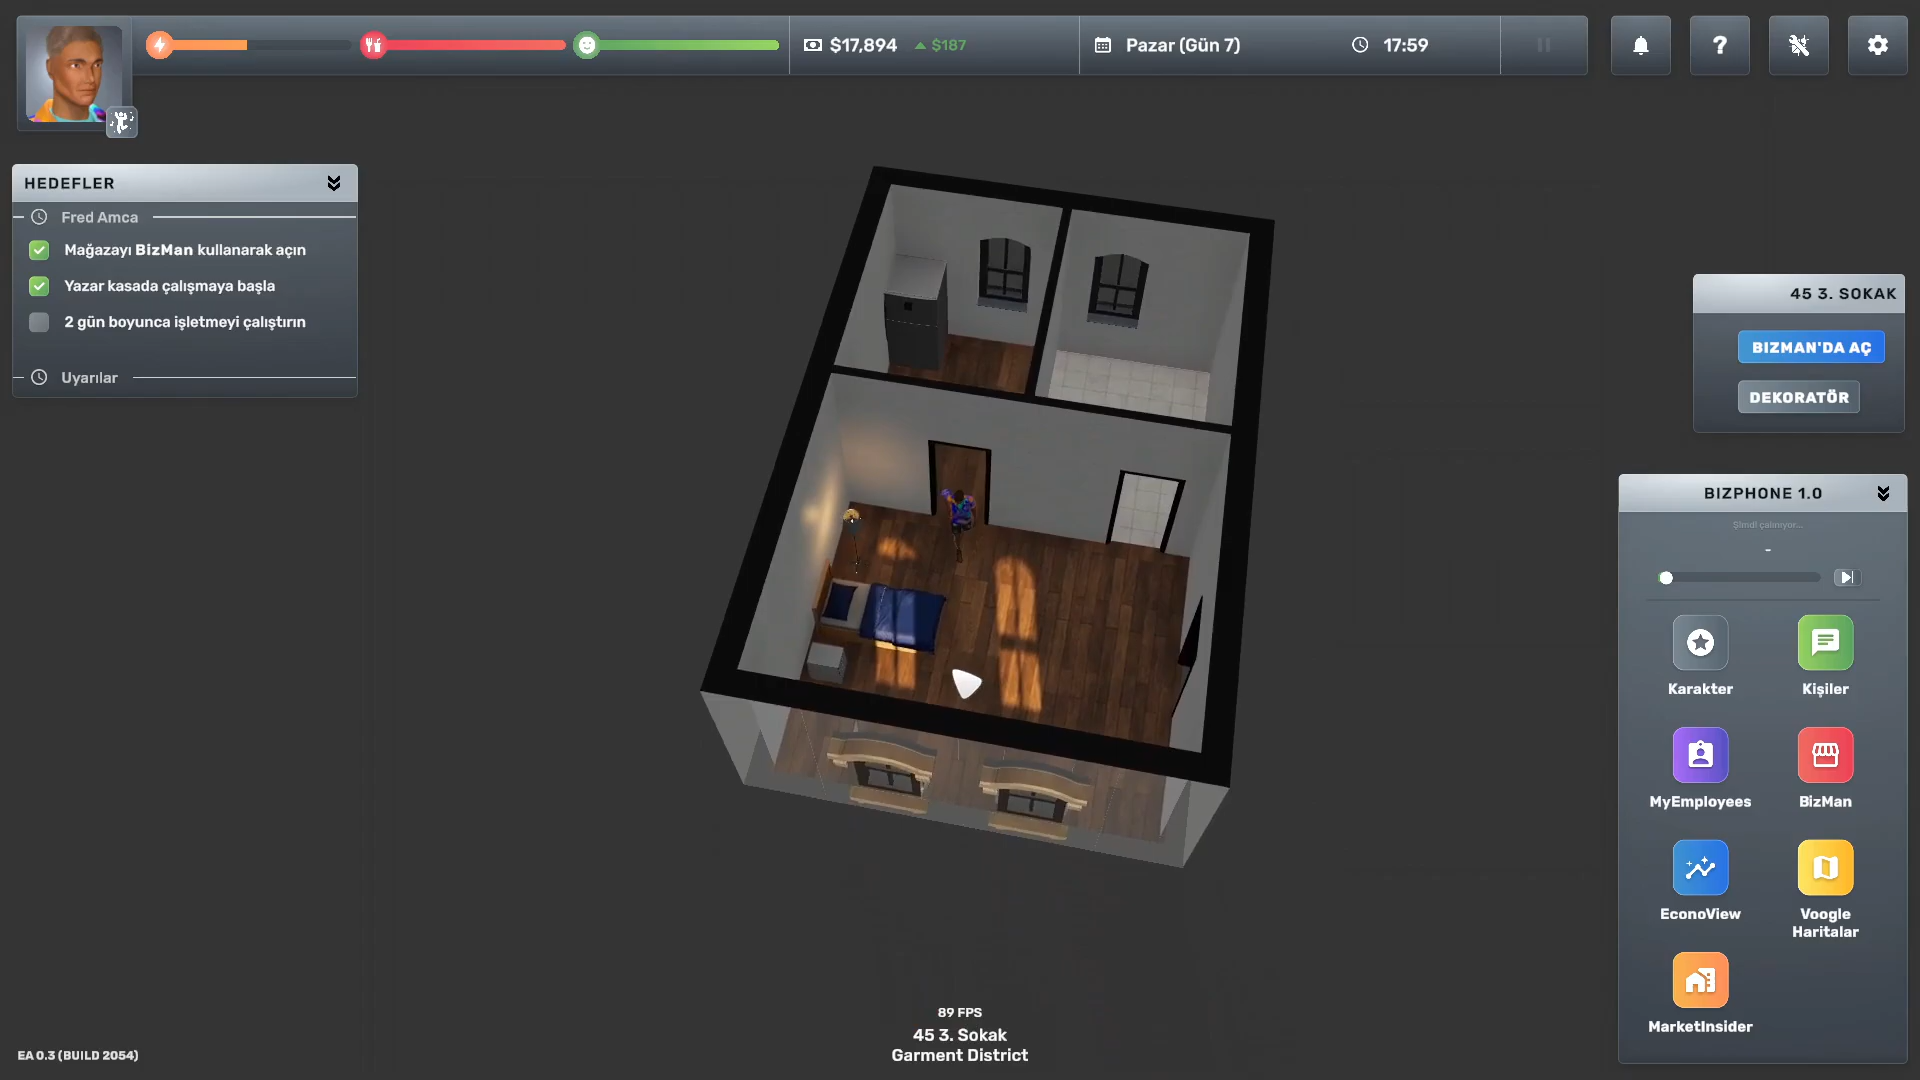 $17,894
$187
Pazar (Gün 7)
17:59
?
HEDEFLER
Fred Amca
Mağazayı BizMan kullanarak açın
Yazar kasada çalışmaya başla
2 gün boyunca işletmeyi çalıştırın
Uyarılar
45 3. SOKAK
BIZMAN'DA AÇ
DEKORATÖR
BIZPHONE 1.0
Şimdi çalınıyor...
-
Karakter
Kişiler
MyEmployees
BizMan
EconoView
Voogle
Haritalar
MarketInsider
89 FPS
45 3. Sokak
Garment District
EA 0.3 (BUILD 2054)